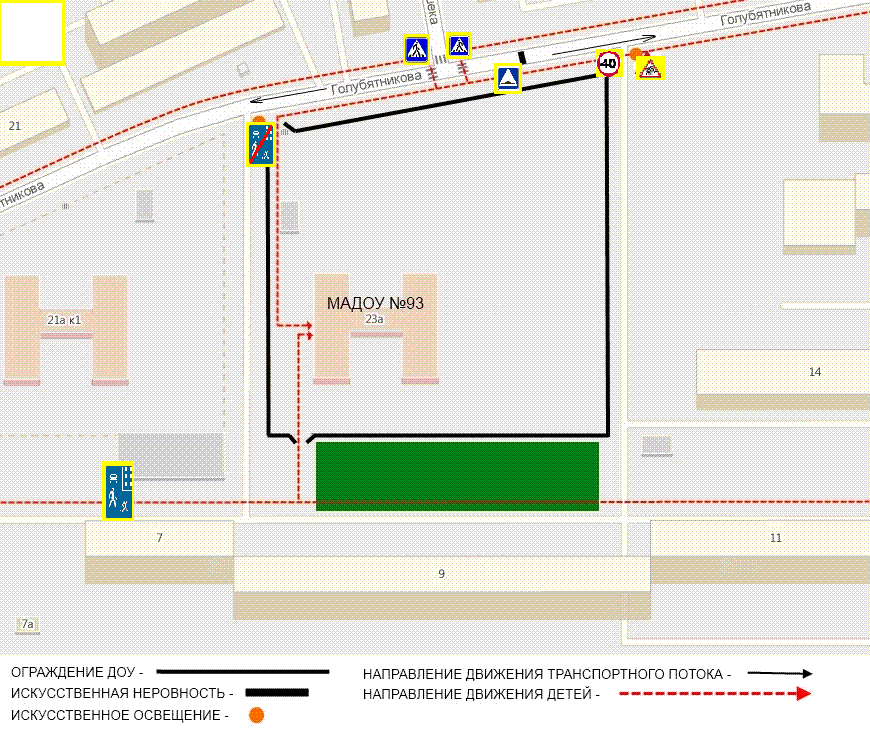 Голубятникова
шека
40
Голубятникова
21
тникова
МАДОУ №93
21а к1
23а
14
7
11
9
7а
ОГРАЖДЕНИЕ ДОУ -
НАПРАВЛЕНИЕ ДВИЖЕНИЯ ТРАНСПОРТНОГО ПОТОКА -
ИСКУССТВЕННАЯ НЕРОВНОСТЬ -
НАПРАВЛЕНИЕ ДВИЖЕНИЯ ДЕТЕЙ -
ИСКУССТВЕННОЕ ОСВЕЩЕНИЕ -